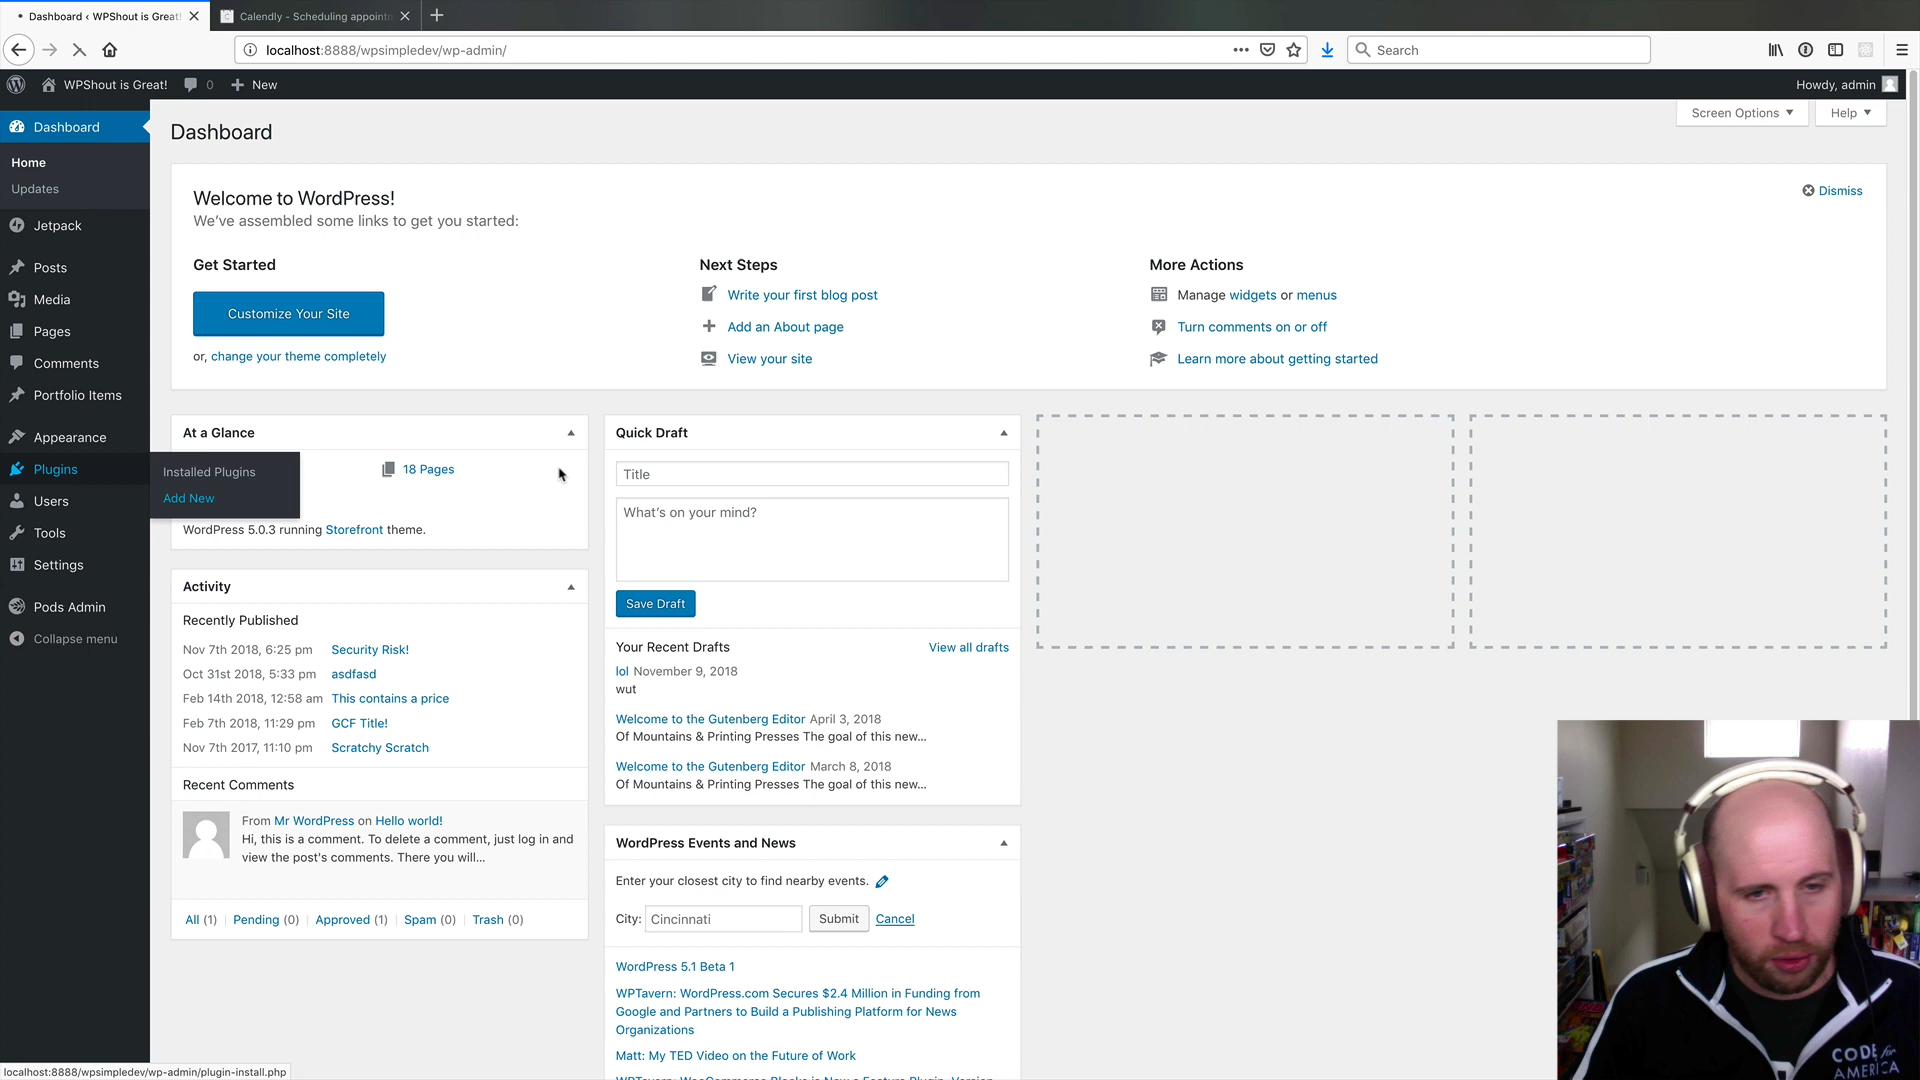 Dashboard ‹ WPShout is Great!
Calendly - Scheduling appointm
localhost:8888/wpsimpledev/wp-admin/
Search
WPShout is Great!
0
New
Howdy, admin
Dashboard
Home
Updates
Jetpack
Posts
Media
Pages
Comments
Portfolio Items
Appearance
Plugins
Users
Tools
Settings
Pods Admin
Collapse menu
Installed Plugins
Add New
Dashboard
Screen Options
Help
Welcome to WordPress!
We've assembled some links to get you started:
Dismiss
Get Started
Customize Your Site
or, change your theme completely
Next Steps
Write your first blog post
Add an About page
View your site
More Actions
Manage widgets or menus
Turn comments on or off
Learn more about getting started
At a Glance
18 Pages
WordPress 5.0.3 running Storefront theme.
Activity
Recently Published
Nov 7th 2018, 6:25 pm Security Risk!
Oct 31st 2018, 5:33 pm asdfasd
Feb 14th 2018, 12:58 am This contains a price
Feb 7th 2018, 11:29 pm GCF Title!
Nov 7th 2017, 11:10 pm Scratchy Scratch
Recent Comments
From Mr WordPress on Hello world!
Hi, this is a comment. To delete a comment, just log in and
view the post's comments. There you will...
All (1) | Pending (0) | Approved (1) | Spam (0) | Trash (0)
Quick Draft
Title
What's on your mind?
Save Draft
Your Recent Drafts
View all drafts
lol November 9, 2018
wut
Welcome to the Gutenberg Editor April 3, 2018
Of Mountains & Printing Presses The goal of this new...
Welcome to the Gutenberg Editor March 8, 2018
Of Mountains & Printing Presses The goal of this new...
WordPress Events and News
Enter your closest city to find nearby events.
City: Cincinnati Submit Cancel
WordPress 5.1 Beta 1
WPTavern: WordPress.com Secures $2.4 Million in Funding from
Google and Partners to Build a Publishing Platform for News
Organizations
Matt: My TED Video on the Future of Work
WPTavern: WooCommerce Blocks is Now a Feature Plugin, Version
localhost:8888/wpsimpledev/wp-admin/plugin-install.php
CODE for
AMERICA